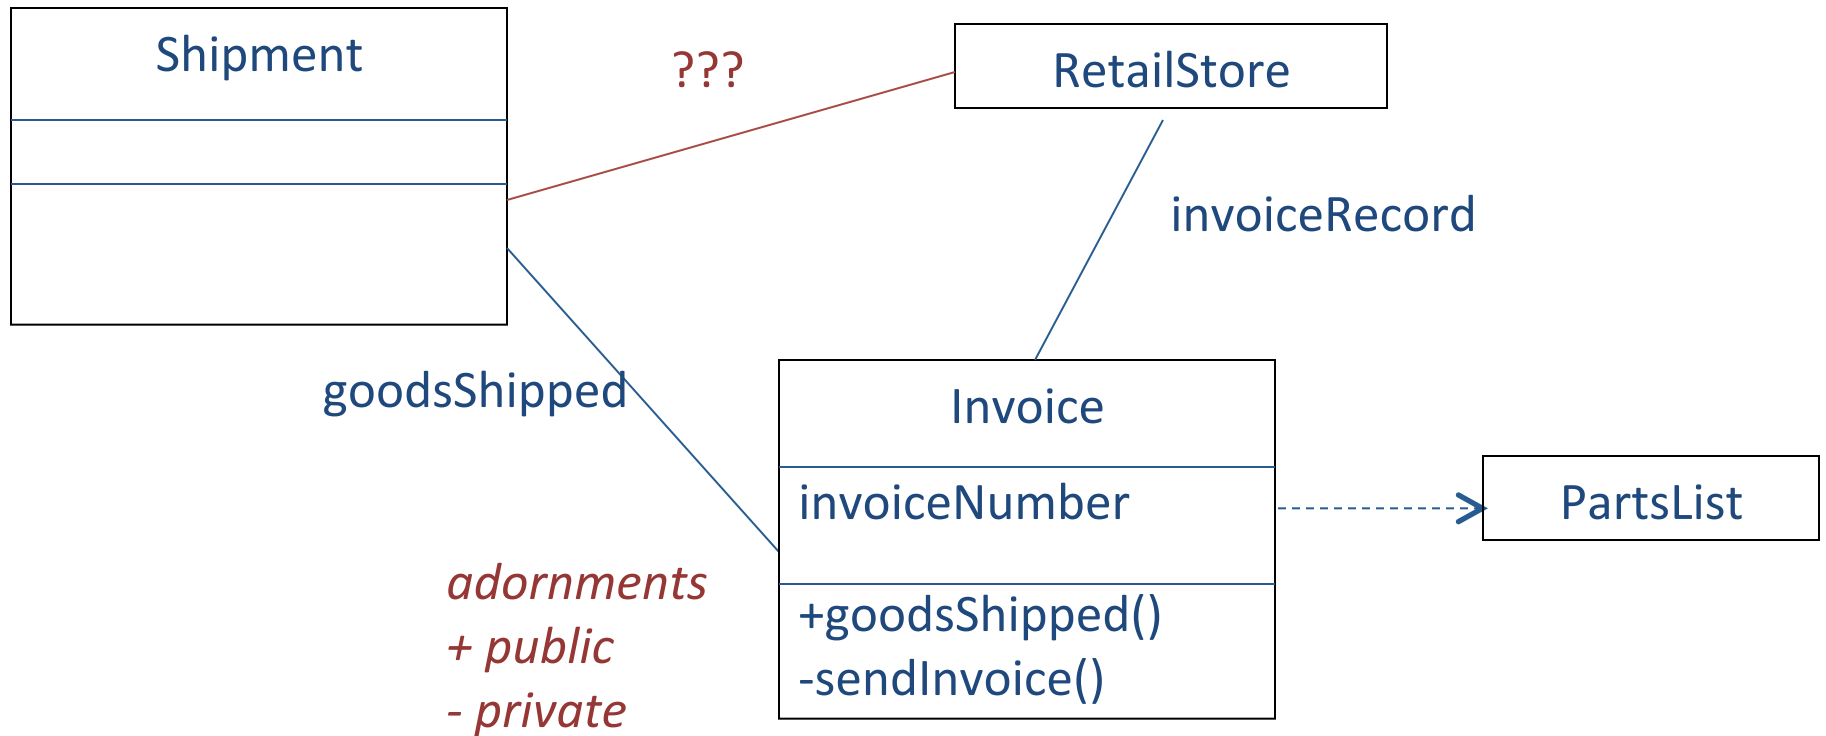 Shipment
???
RetailStore
invoiceRecord
goodsShipped
Invoice
invoiceNumber
PartsList
+goodsShipped()
-sendInvoice()
adornments
+ public
- private